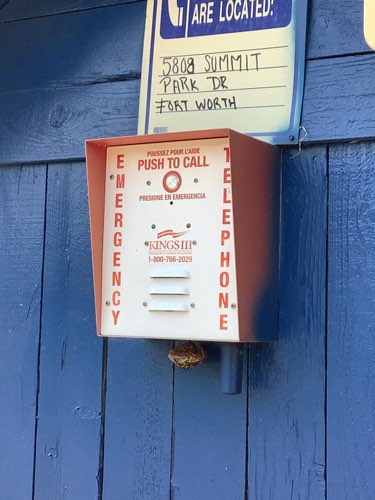 ARE LOCATED!
5808 SUMMIT
PARK DR
FORT WORTH
POUSSEZ POUR L'AIDE
PUSH TO CALL
PRESIONE EN EMERGENCIA
EMERGENCY
TELEPHONE
KINGS III
1-800-766-2029